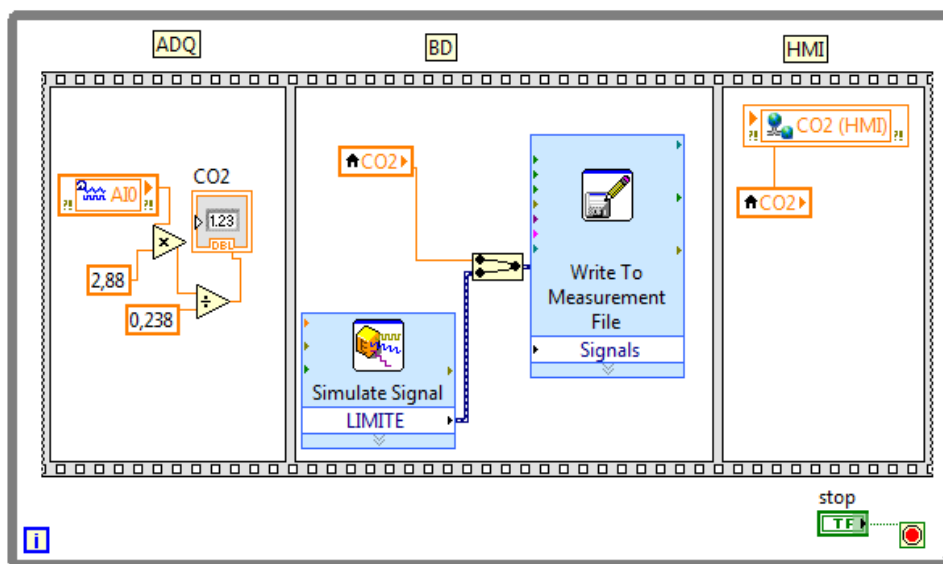 ADQ
BD
HMI
AI0
CO2
1.23
DBL
2,88
0,238
×
÷
CO2
Simulate Signal
LIMITE
Write To
Measurement
File
Signals
CO2 (HMI)
CO2
stop
TF
i